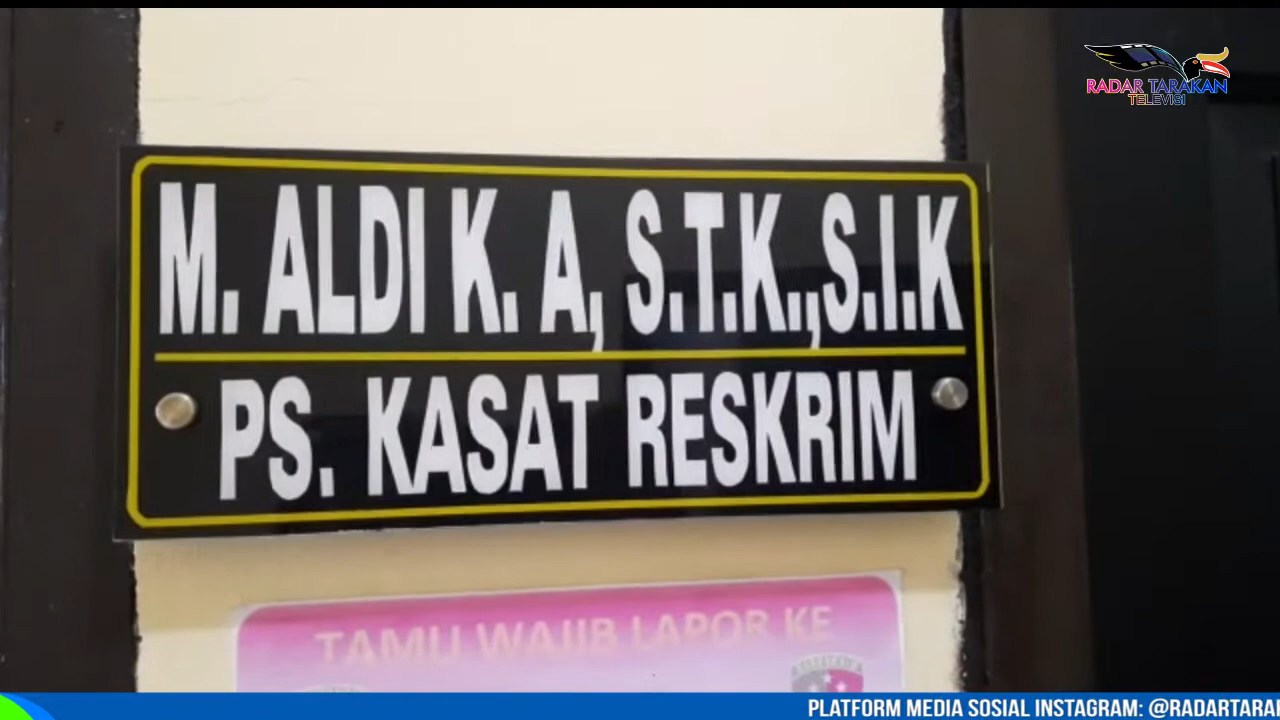 RADAR TARAKAN
TELEVISI
M. ALDI K. A, S.T.K.,S.I.K
PS. KASAT RESKRIM
TAMU WAJIB LAPOR KE
PLATFORM MEDIA SOSIAL INSTAGRAM: @RADARTARA